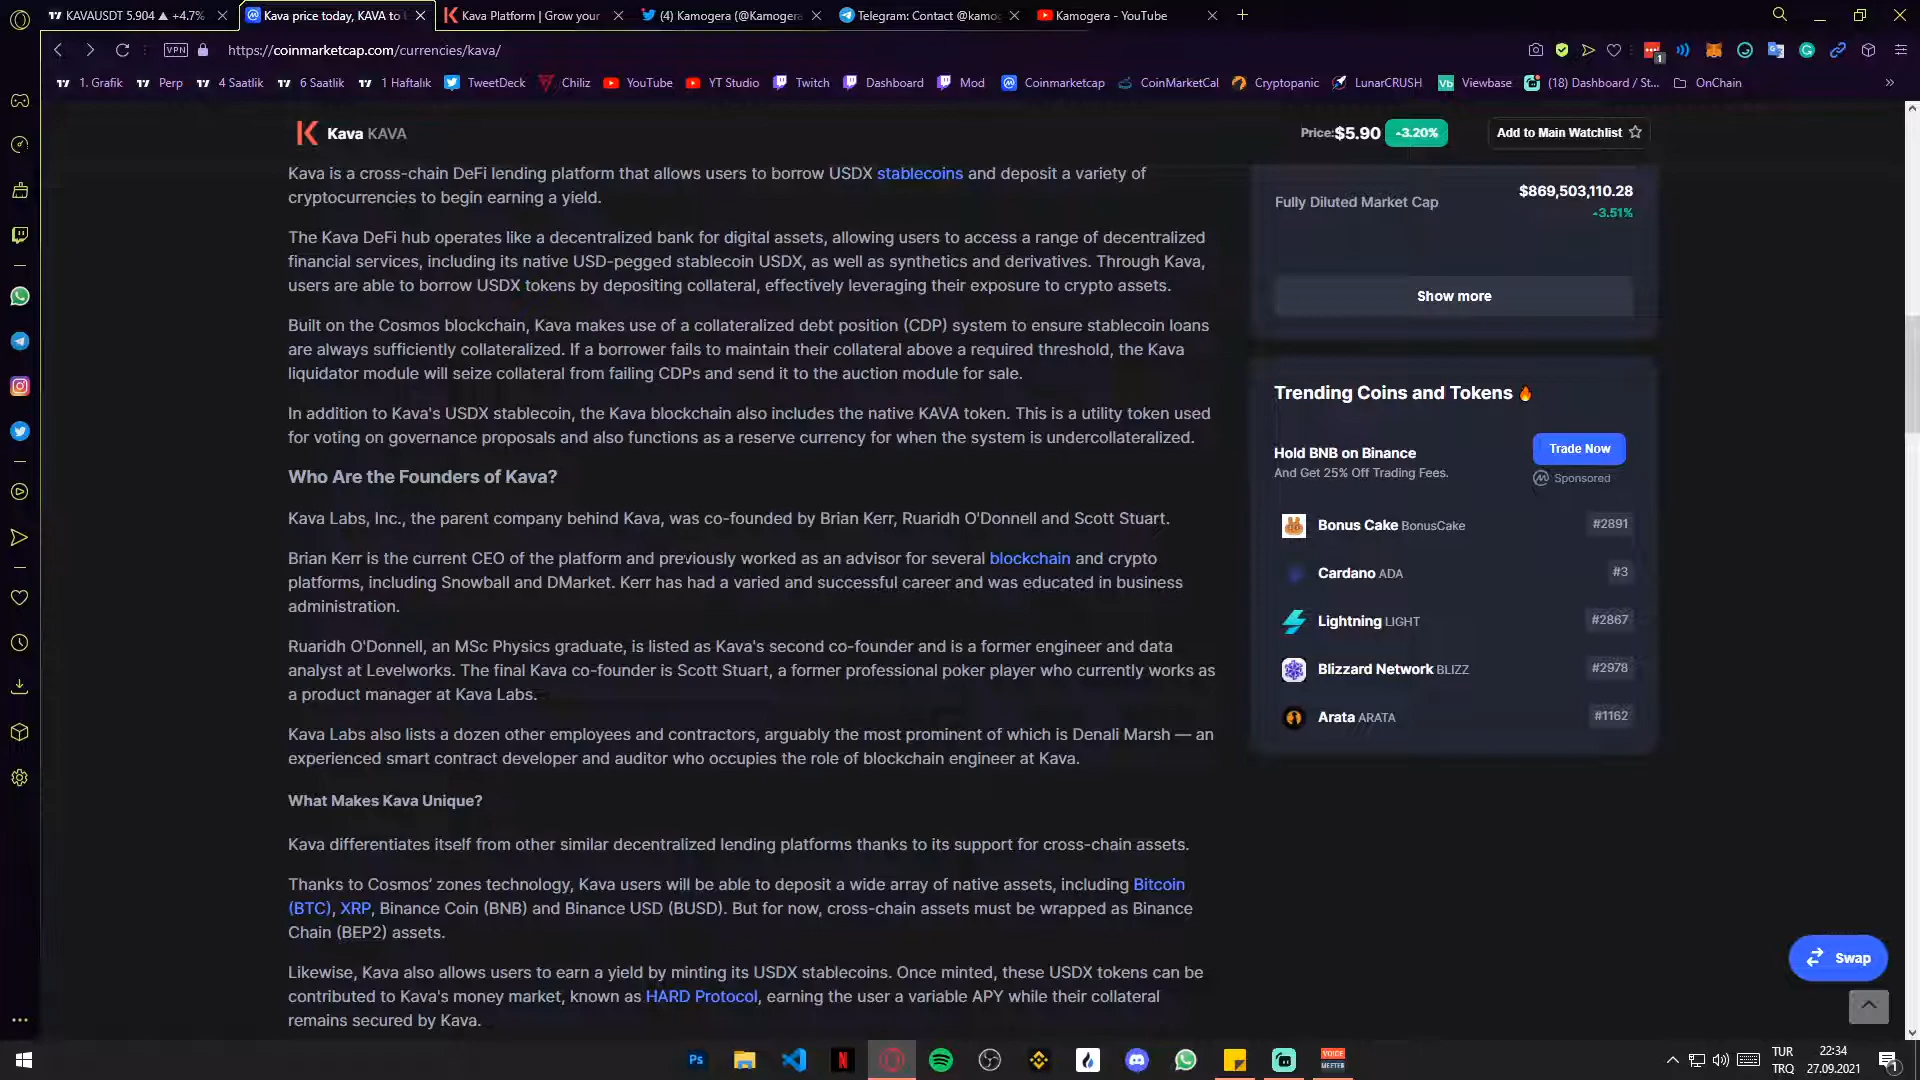 KAVAUSDT 5.904 ▲ +4.7%
Kava price today, KAVA to
Kava Platform | Grow your
(4) Kamogera (@Kamogera
Telegram: Contact @kamog
Kamogera - YouTube
VPN
https://coinmarketcap.com/currencies/kava/
1
1. Grafik
Perp
4 Saatlik
6 Saatlik
1 Haftalık
TweetDeck
Chiliz
YouTube
YT Studio
Twitch
Dashboard
Mod
Coinmarketcap
CoinMarketCal
Cryptopanic
LunarCRUSH
Vb Viewbase
(18) Dashboard / St...
OnChain
Kava KAVA
Price: $5.90
3.20%
Add to Main Watchlist
Kava is a cross-chain DeFi lending platform that allows users to borrow USDX stablecoins and deposit a variety of
cryptocurrencies to begin earning a yield.
The Kava DeFi hub operates like a decentralized bank for digital assets, allowing users to access a range of decentralized
financial services, including its native USD-pegged stablecoin USDX, as well as synthetics and derivatives. Through Kava,
users are able to borrow USDX tokens by depositing collateral, effectively leveraging their exposure to crypto assets.
Built on the Cosmos blockchain, Kava makes use of a collateralized debt position (CDP) system to ensure stablecoin loans
are always sufficiently collateralized. If a borrower fails to maintain their collateral above a required threshold, the Kava
liquidator module will seize collateral from failing CDPs and send it to the auction module for sale.
In addition to Kava's USDX stablecoin, the Kava blockchain also includes the native KAVA token. This is a utility token used
for voting on governance proposals and also functions as a reserve currency for when the system is undercollateralized.
Who Are the Founders of Kava?
Kava Labs, Inc., the parent company behind Kava, was co-founded by Brian Kerr, Ruaridh O'Donnell and Scott Stuart.
Brian Kerr is the current CEO of the platform and previously worked as an advisor for several blockchain and crypto
platforms, including Snowball and DMarket. Kerr has had a varied and successful career and was educated in business
administration.
Ruaridh O'Donnell, an MSc Physics graduate, is listed as Kava's second co-founder and is a former engineer and data
analyst at Levelworks. The final Kava co-founder is Scott Stuart, a former professional poker player who currently works as
a product manager at Kava Labs.
Kava Labs also lists a dozen other employees and contractors, arguably the most prominent of which is Denali Marsh — an
experienced smart contract developer and auditor who occupies the role of blockchain engineer at Kava.
What Makes Kava Unique?
Kava differentiates itself from other similar decentralized lending platforms thanks to its support for cross-chain assets.
Thanks to Cosmos' zones technology, Kava users will be able to deposit a wide array of native assets, including Bitcoin
(BTC), XRP, Binance Coin (BNB) and Binance USD (BUSD). But for now, cross-chain assets must be wrapped as Binance
Chain (BEP2) assets.
Likewise, Kava also allows users to earn a yield by minting its USDX stablecoins. Once minted, these USDX tokens can be
contributed to Kava's money market, known as HARD Protocol, earning the user a variable APY while their collateral
remains secured by Kava.
Fully Diluted Market Cap
$869,503,110.28
3.51%
Show more
Trending Coins and Tokens 🔥
Hold BNB on Binance
And Get 25% Off Trading Fees.
Trade Now
Sponsored
Bonus Cake BonusCake #2891
Cardano ADA #3
Lightning LIGHT #2867
Blizzard Network BLIZZ #2978
Arata ARATA #1162
Swap
Ps
N
VOICE
MEETER
TUR
TRQ
22:34
27.09.2021
1